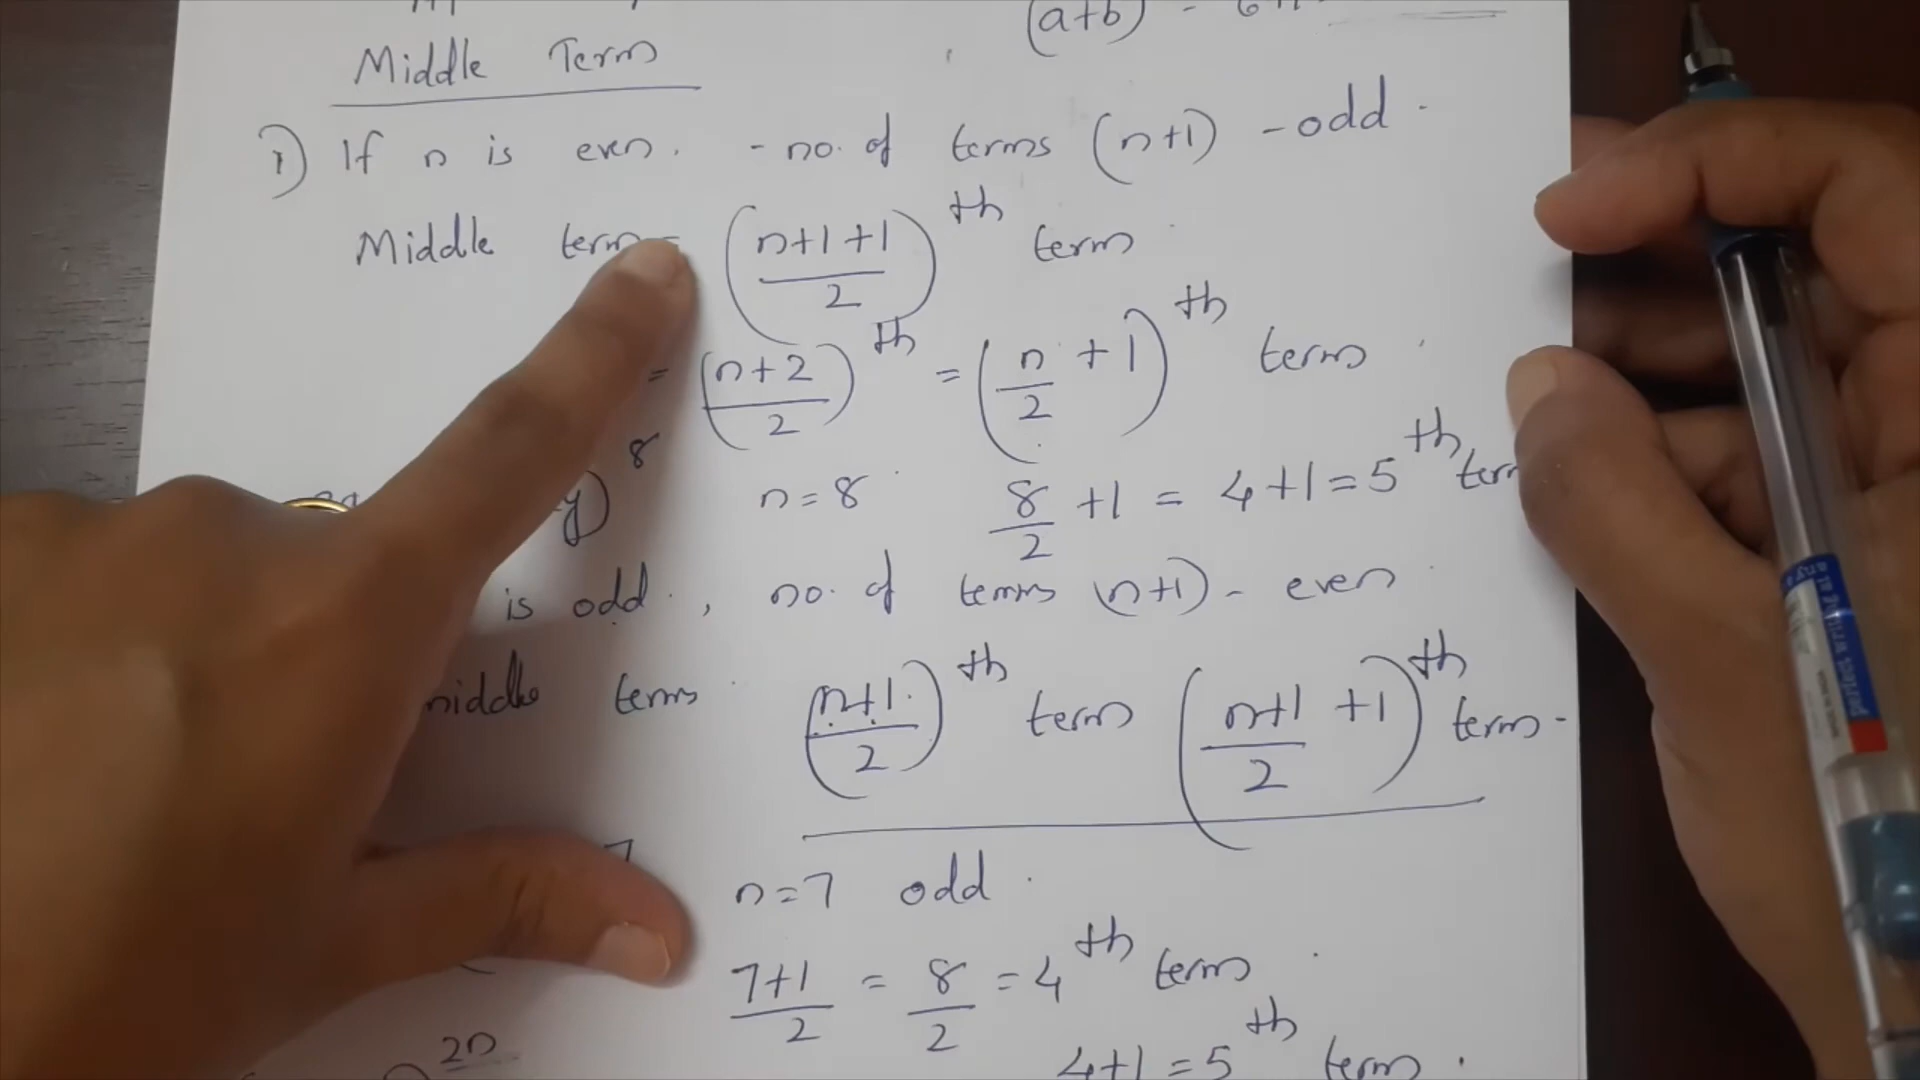 (a+b)
Middle Term
1) If n is even. - no. of terms (n+1) - odd.
Middle term = ((n+1+1)/2)th term
= ((n+2)/2)th = (n/2 + 1)th term.
y)^8 n=8 8/2 +1 = 4+1=5th term
is odd, no. of terms (n+1) - even
middle terms ((n+1)/2)th term ((n+1)/2 +1)th term-
7
n=7 odd.
(7+1)/2 = 8/2 = 4th term
2n
4+1=5th term.